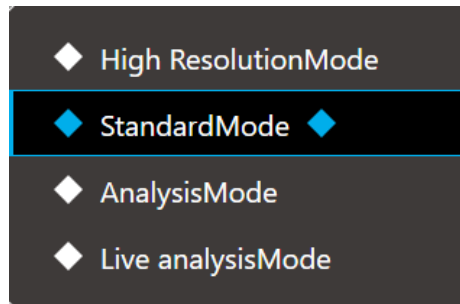 High ResolutionMode
StandardMode
AnalysisMode
Live analysisMode